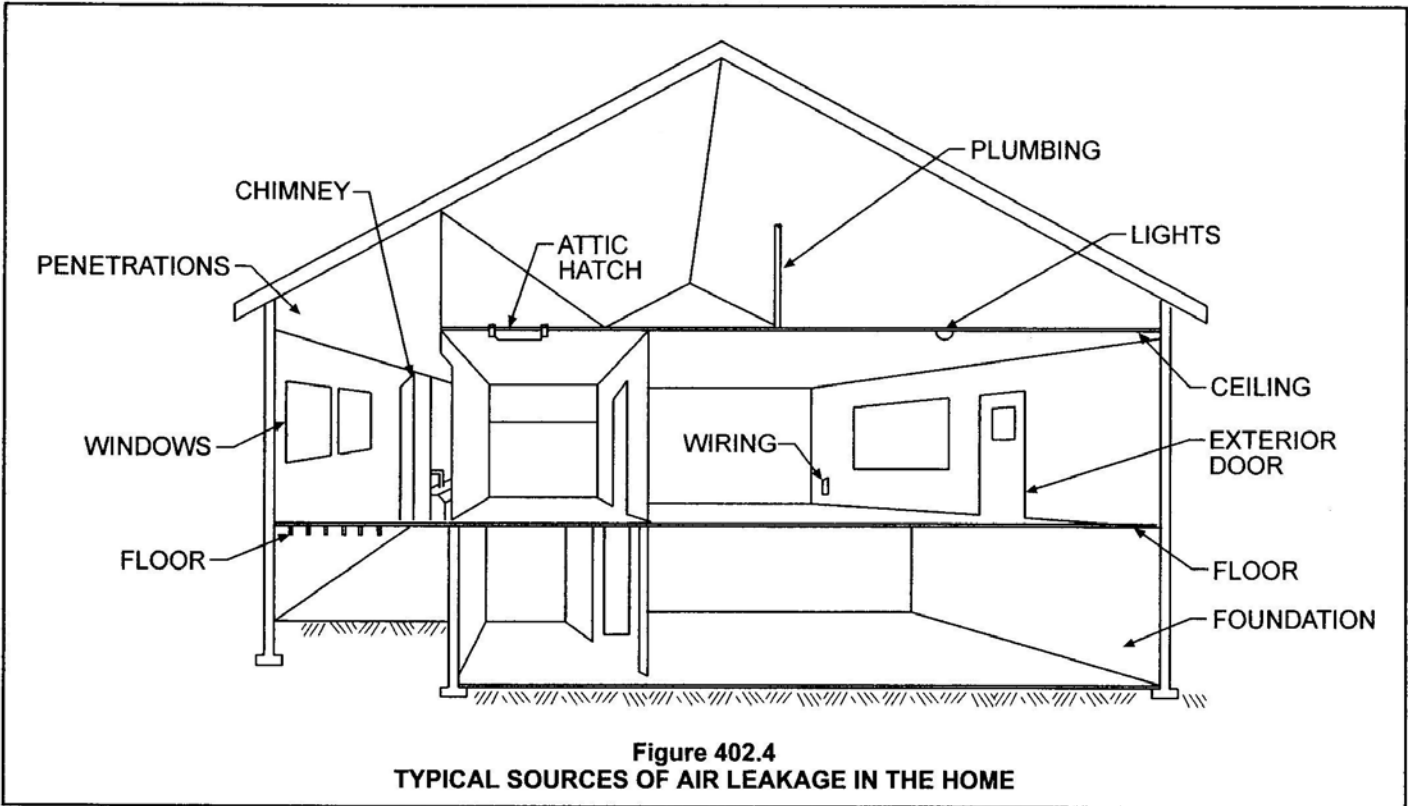 PLUMBING
CHIMNEY
LIGHTS
ATTIC
HATCH
PENETRATIONS
CEILING
WINDOWS
WIRING
EXTERIOR
DOOR
FLOOR
FLOOR
FOUNDATION
Figure 402.4
TYPICAL SOURCES OF AIR LEAKAGE IN THE HOME